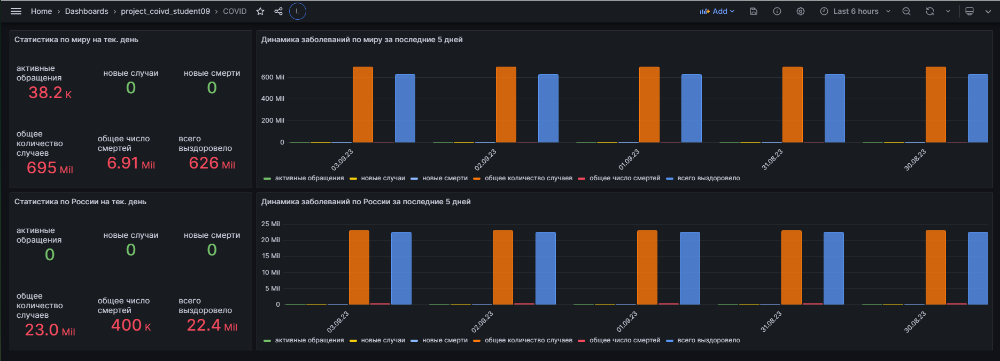 Home › Dashboards › project_coivd_student09 › COVID L Add Last 6 hours
Статистика по миру на тек. день
активные обращения
38.2 K
новые случаи
0
новые смерти
0
общее количество случаев
695 Mil
общее число смертей
6.91 Mil
всего выздоровело
626 Mil
Динамика заболеваний по миру за последние 5 дней
600 Mil
400 Mil
200 Mil
0
03.09.23 02.09.23 01.09.23 31.08.23 30.08.23
активные обращения новые случаи новые смерти общее количество случаев общее число смертей всего выздоровело
Статистика по России на тек. день
активные обращения
0
новые случаи
0
новые смерти
0
общее количество случаев
23.0 Mil
общее число смертей
400 K
всего выздоровело
22.4 Mil
Динамика заболеваний по России за последние 5 дней
25 Mil
20 Mil
15 Mil
10 Mil
5 Mil
0
03.09.23 02.09.23 01.09.23 31.08.23 30.08.23
активные обращения новые случаи новые смерти общее количество случаев общее число смертей всего выздоровело